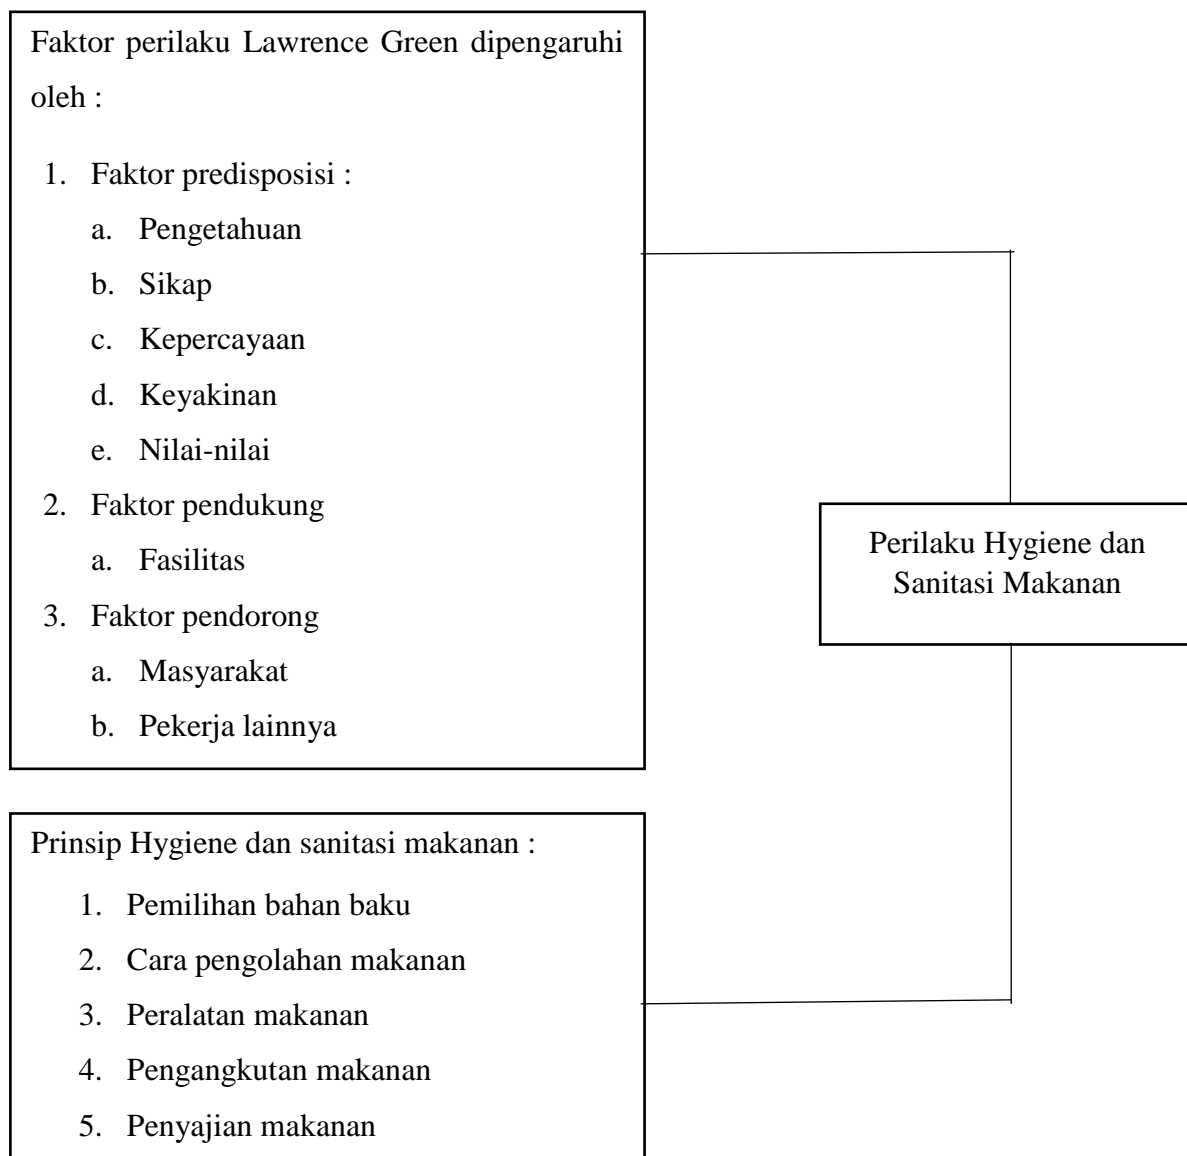 Faktor perilaku Lawrence Green dipengaruhi
oleh :
1. Faktor predisposisi :
a. Pengetahuan
b. Sikap
c. Kepercayaan
d. Keyakinan
e. Nilai-nilai
2. Faktor pendukung
a. Fasilitas
3. Faktor pendorong
a. Masyarakat
b. Pekerja lainnya
Perilaku Hygiene dan
Sanitasi Makanan
Prinsip Hygiene dan sanitasi makanan :
1. Pemilihan bahan baku
2. Cara pengolahan makanan
3. Peralatan makanan
4. Pengangkutan makanan
5. Penyajian makanan